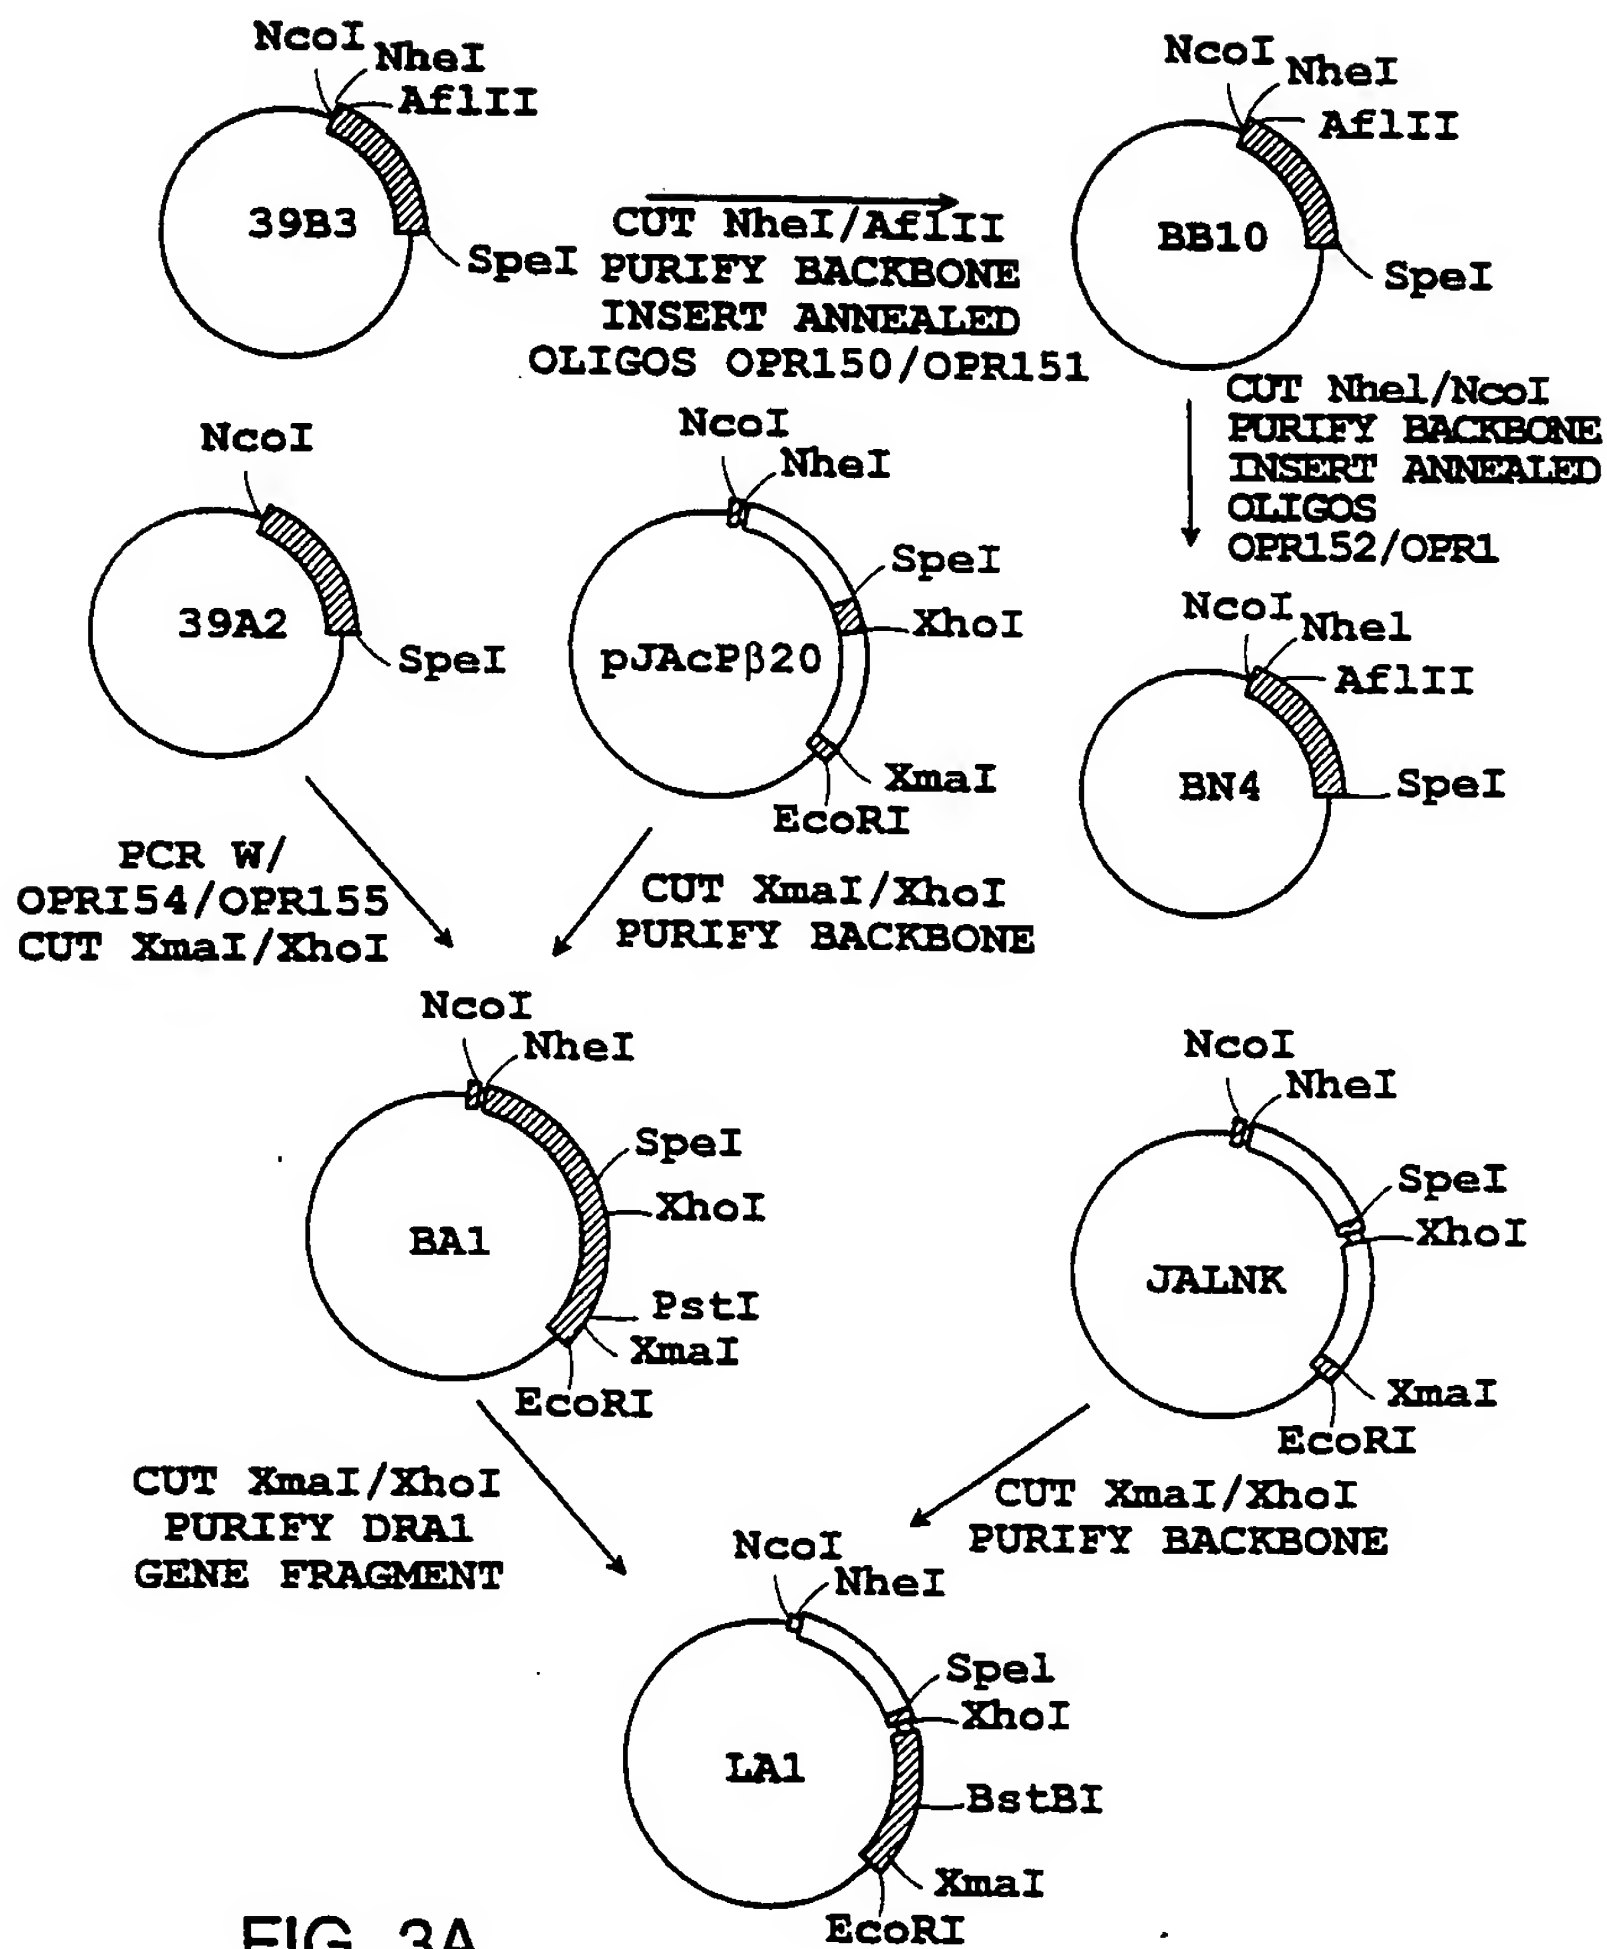 NcoI
NheI
AflII
39B3
SpeI
CUT NheI/AflII
PURIFY BACKBONE
INSERT ANNEALED
OLIGOS OPR150/OPR151
NcoI
NheI
AflII
BB10
SpeI
CUT Nhel/NcoI
PURIFY BACKBONE
INSERT ANNEALED
OLIGOS
OPR152/OPR1
NcoI
39A2
SpeI
NcoI
NheI
SpeI
XhoI
pJAcPβ20
XmaI
EcoRI
NcoI
Nhel
AflII
BN4
SpeI
PCR W/
OPRI54/OPR155
CUT XmaI/XhoI
CUT XmaI/XhoI
PURIFY BACKBONE
NcoI
NheI
SpeI
XhoI
BA1
PstI
XmaI
EcoRI
NcoI
NheI
SpeI
XhoI
JALNK
XmaI
EcoRI
CUT XmaI/XhoI
PURIFY DRA1
GENE FRAGMENT
CUT XmaI/XhoI
PURIFY BACKBONE
NcoI
NheI
Spel
XhoI
LA1
BstBI
XmaI
EcoRI
FIG. 3A